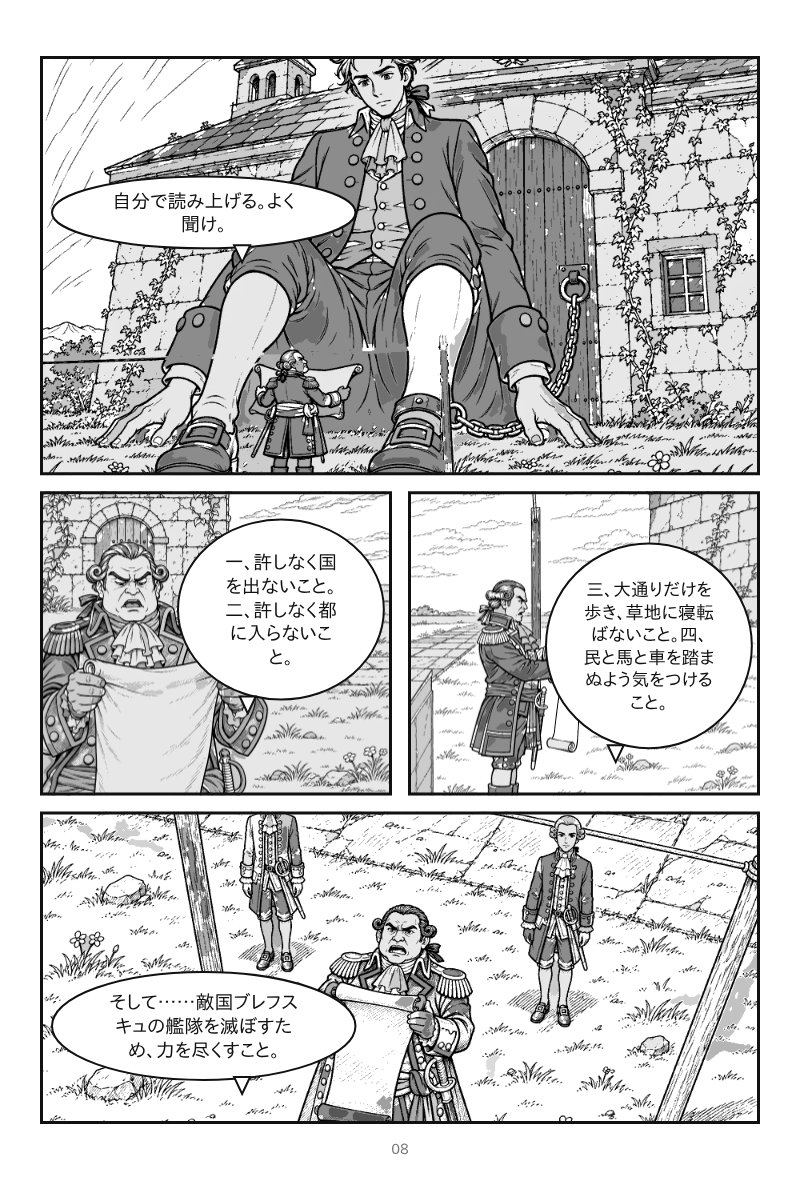 自分で読み上げる。よく
聞け。
一、許しなく国
を出ないこと。
二、許しなく都
に入らないこ
と。
三、大通りだけを
歩き、草地に寝転
ばないこと。四、
民と馬と車を踏ま
ぬよう気をつける
こと。
そして……敵国ブレフス
キュの艦隊を滅ぼすた
め、力を尽くすこと。
08